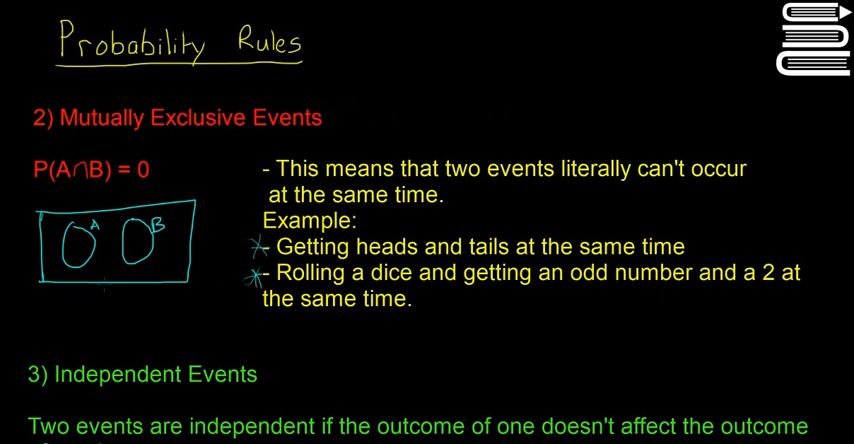 Probability Rules
2) Mutually Exclusive Events
P(A∩B) = 0
A B
- This means that two events literally can't occur
at the same time.
Example:
- Getting heads and tails at the same time
- Rolling a dice and getting an odd number and a 2 at
the same time.
3) Independent Events
Two events are independent if the outcome of one doesn't affect the outcome